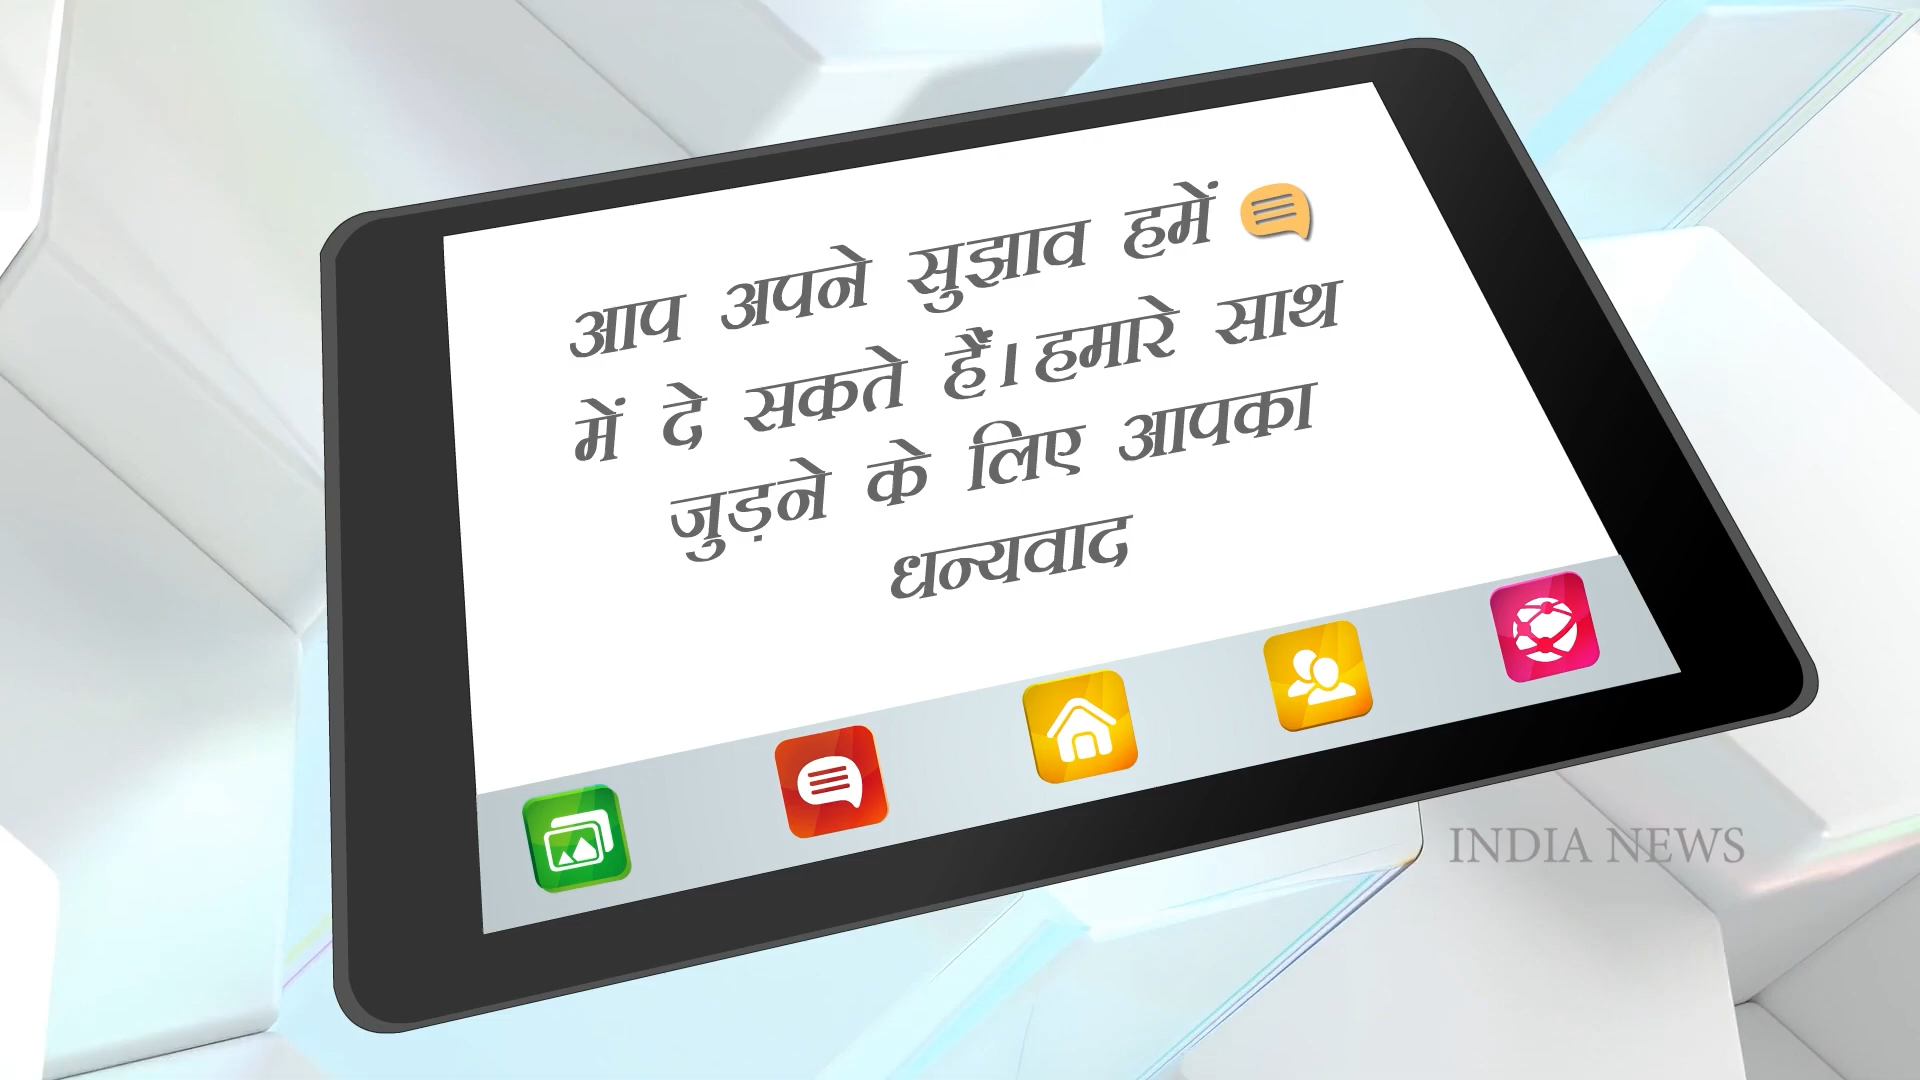 आप अपने सुझाव हमें
में दे सकते हैं। हमारे साथ
जुड़ने के लिए आपका
धन्यवाद
INDIA NEWS